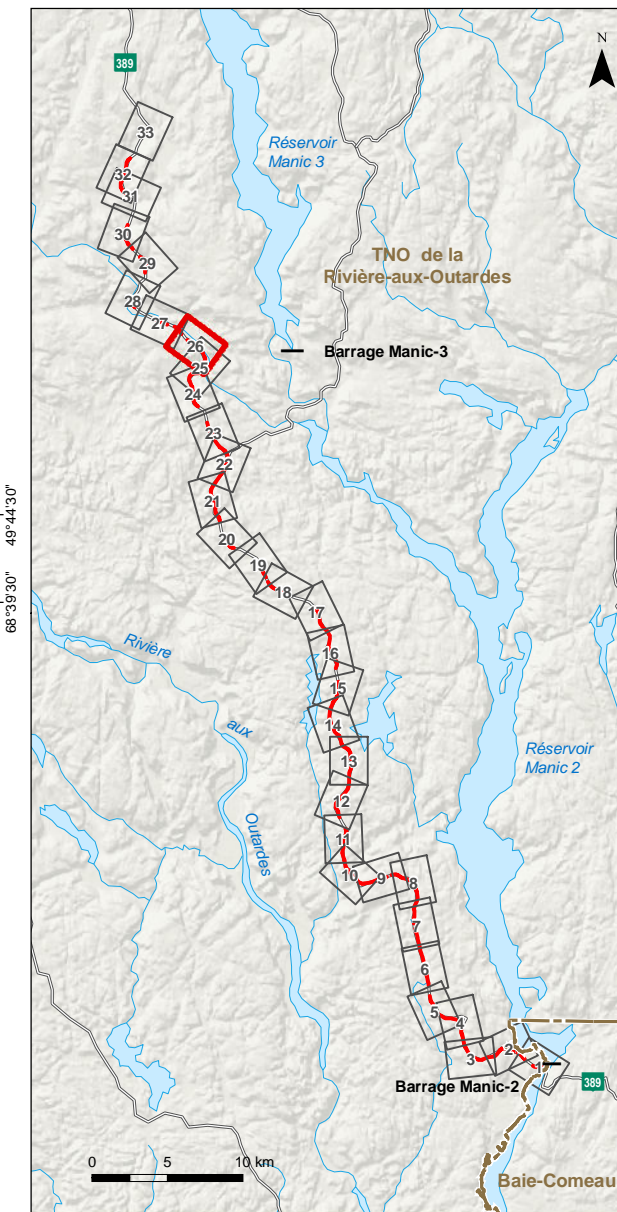 N
389
33
Réservoir
Manic 3
32
31
TNO de la
Rivière-aux-Outardes
30
29
28
27
26
Barrage Manic-3
25
24
23
22
49°44'30"
21
20
19
68°39'30"
18
17
Rivière
16
15
aux
14
Réservoir
Manic 2
13
12
Outardes
11
10
9
8
7
6
5
4
3
2
1
389
Barrage Manic-2
0 5 10 km
Baie-Comeau